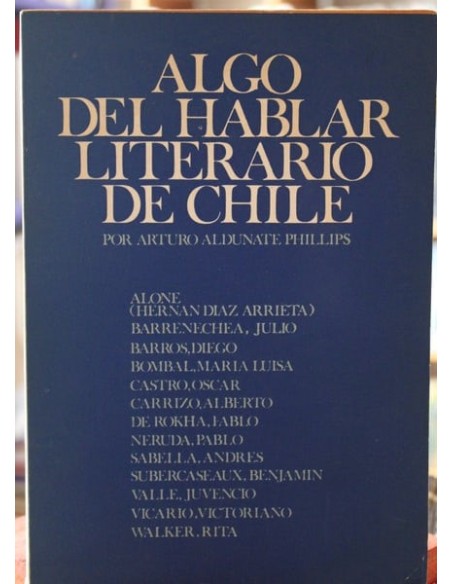 ALGO
DEL HABLAR
LITERARIO
DE CHILE
POR ARTURO ALDUNATE PHILLIPS
ALONE
(HERNAN DIAZ ARRIETA)
BARRENECHEA, JULIO
BARROS, DIEGO
BOMBAL, MARIA LUISA
CASTRO, OSCAR
CARRIZO, ALBERTO
DE ROKHA, PABLO
NERUDA, PABLO
SABELLA, ANDRES
SUBERCASEAUX, BENJAMIN
VALLE, JUVENCIO
VICARIO, VICTORIANO
WALKER, RITA